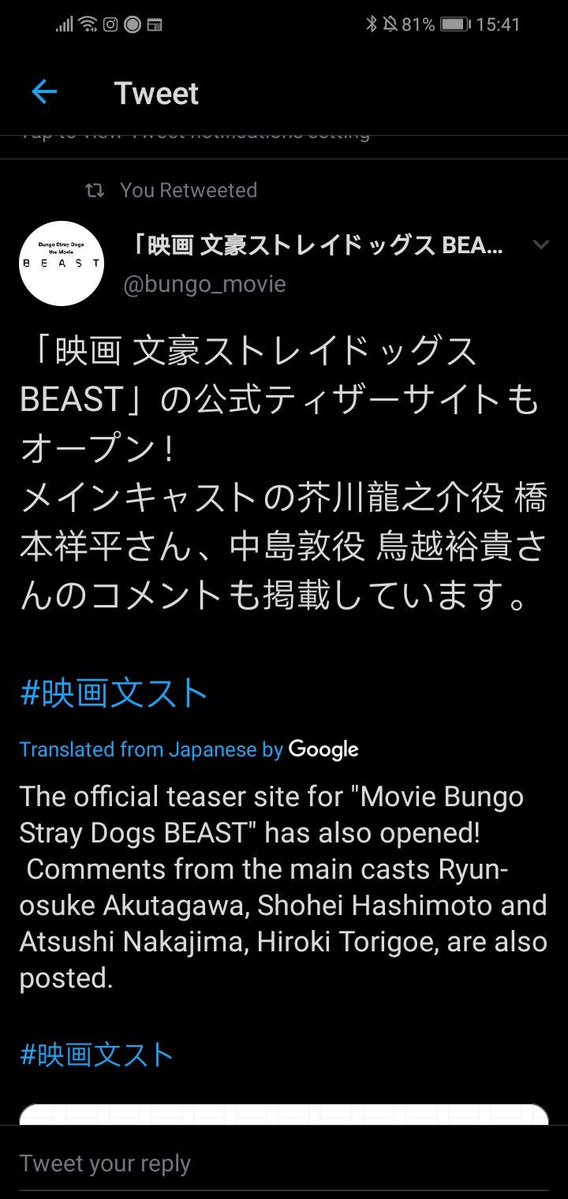 81% 15:41
Tweet
Tap to view Tweet notifications setting
You Retweeted
Bungo Stray Dogs
the Movie
B E A S T
「映画 文豪ストレイドッグス BEA...
@bungo_movie
「映画 文豪ストレイドッグス
BEAST」の公式ティザーサイトも
オープン!
メインキャストの芥川龍之介役 橋
本祥平さん、中島敦役 鳥越裕貴さ
んのコメントも掲載しています。
#映画文スト
Translated from Japanese by Google
The official teaser site for "Movie Bungo
Stray Dogs BEAST" has also opened!
Comments from the main casts Ryun-
osuke Akutagawa, Shohei Hashimoto and
Atsushi Nakajima, Hiroki Torigoe, are also
posted.
#映画文スト
Tweet your reply